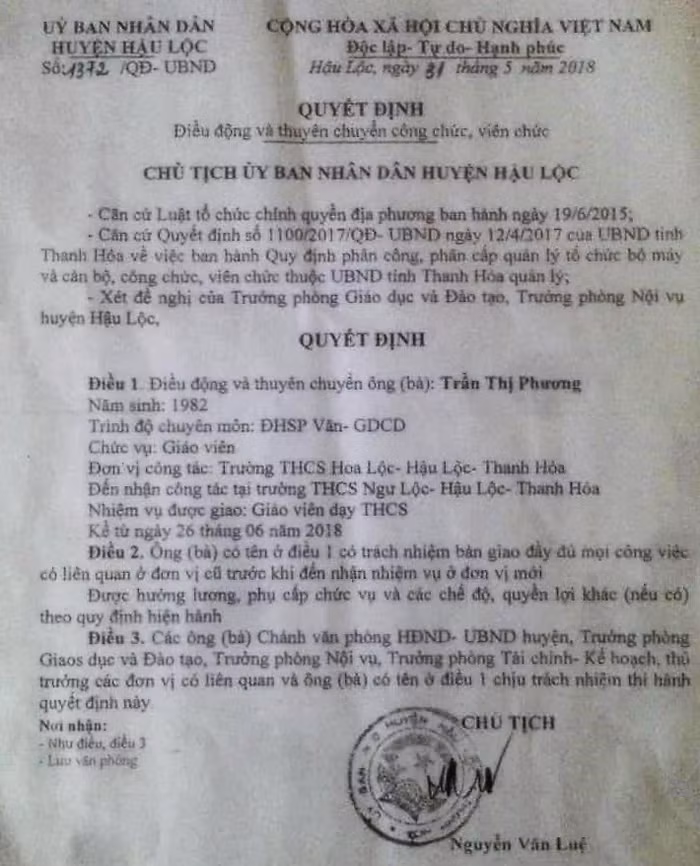 UỶ BAN NHÂN DÂN
HUYỆN HẬU LỘC
Số:1372 /QĐ- UBND
CỘNG HÒA XÃ HỘI CHỦ NGHĨA VIỆT NAM
Độc lập- Tự do- Hạnh phúc
Hậu Lộc, ngày 31 tháng 5 năm 2018
QUYẾT ĐỊNH
Điều động và thuyên chuyển công chức, viên chức
CHỦ TỊCH ỦY BAN NHÂN DÂN HUYỆN HẬU LỘC
- Căn cứ Luật tổ chức chính quyền địa phương ban hành ngày 19/6/2015;
- Căn cứ Quyết định số 1100/2017/QĐ- UBND ngày 12/4/2017 của UBND tỉnh
Thanh Hóa về việc ban hành Quy định phân công, phân cấp quản lý tổ chức bộ máy
và cán bộ, công chức, viên chức thuộc UBND tỉnh Thanh Hóa quản lý;
- Xét đề nghị của Trưởng phòng Giáo dục và Đào tạo, Trưởng phòng Nội vụ
huyện Hậu Lộc,
QUYẾT ĐỊNH
Điều 1. Điều động và thuyên chuyển ông (bà): Trần Thị Phương
Năm sinh: 1982
Trình độ chuyên môn: ĐHSP Văn- GDCD
Chức vụ: Giáo viên
Đơn vị công tác: Trường THCS Hoa Lộc- Hậu Lộc- Thanh Hóa
Đến nhận công tác tại trường THCS Ngư Lộc- Hậu Lộc- Thanh Hóa
Nhiệm vụ được giao: Giáo viên dạy THCS
Kể từ ngày 26 tháng 06 năm 2018
Điều 2. Ông (bà) có tên ở điều 1 có trách nhiệm bàn giao đầy đủ mọi công việc
có liên quan ở đơn vị cũ trước khi đến nhận nhiệm vụ ở đơn vị mới
Được hưởng lương, phụ cấp chức vụ và các chế độ, quyền lợi khác (nếu có)
theo quy định hiện hành
Điều 3. Các ông (bà) Chánh văn phòng HĐND- UBND huyện, Trưởng phòng
Giaos dục và Đào tạo, Trưởng phòng Nội vụ, Trưởng phòng Tài chính- Kế hoạch, thủ
trưởng các đơn vị có liên quan và ông (bà) có tên ở điều 1 chịu trách nhiệm thi hành
quyết định này
Nơi nhận:
- Như điều, điều 3
- Lưu văn phòng
CHỦ TỊCH
Nguyễn Văn Luệ